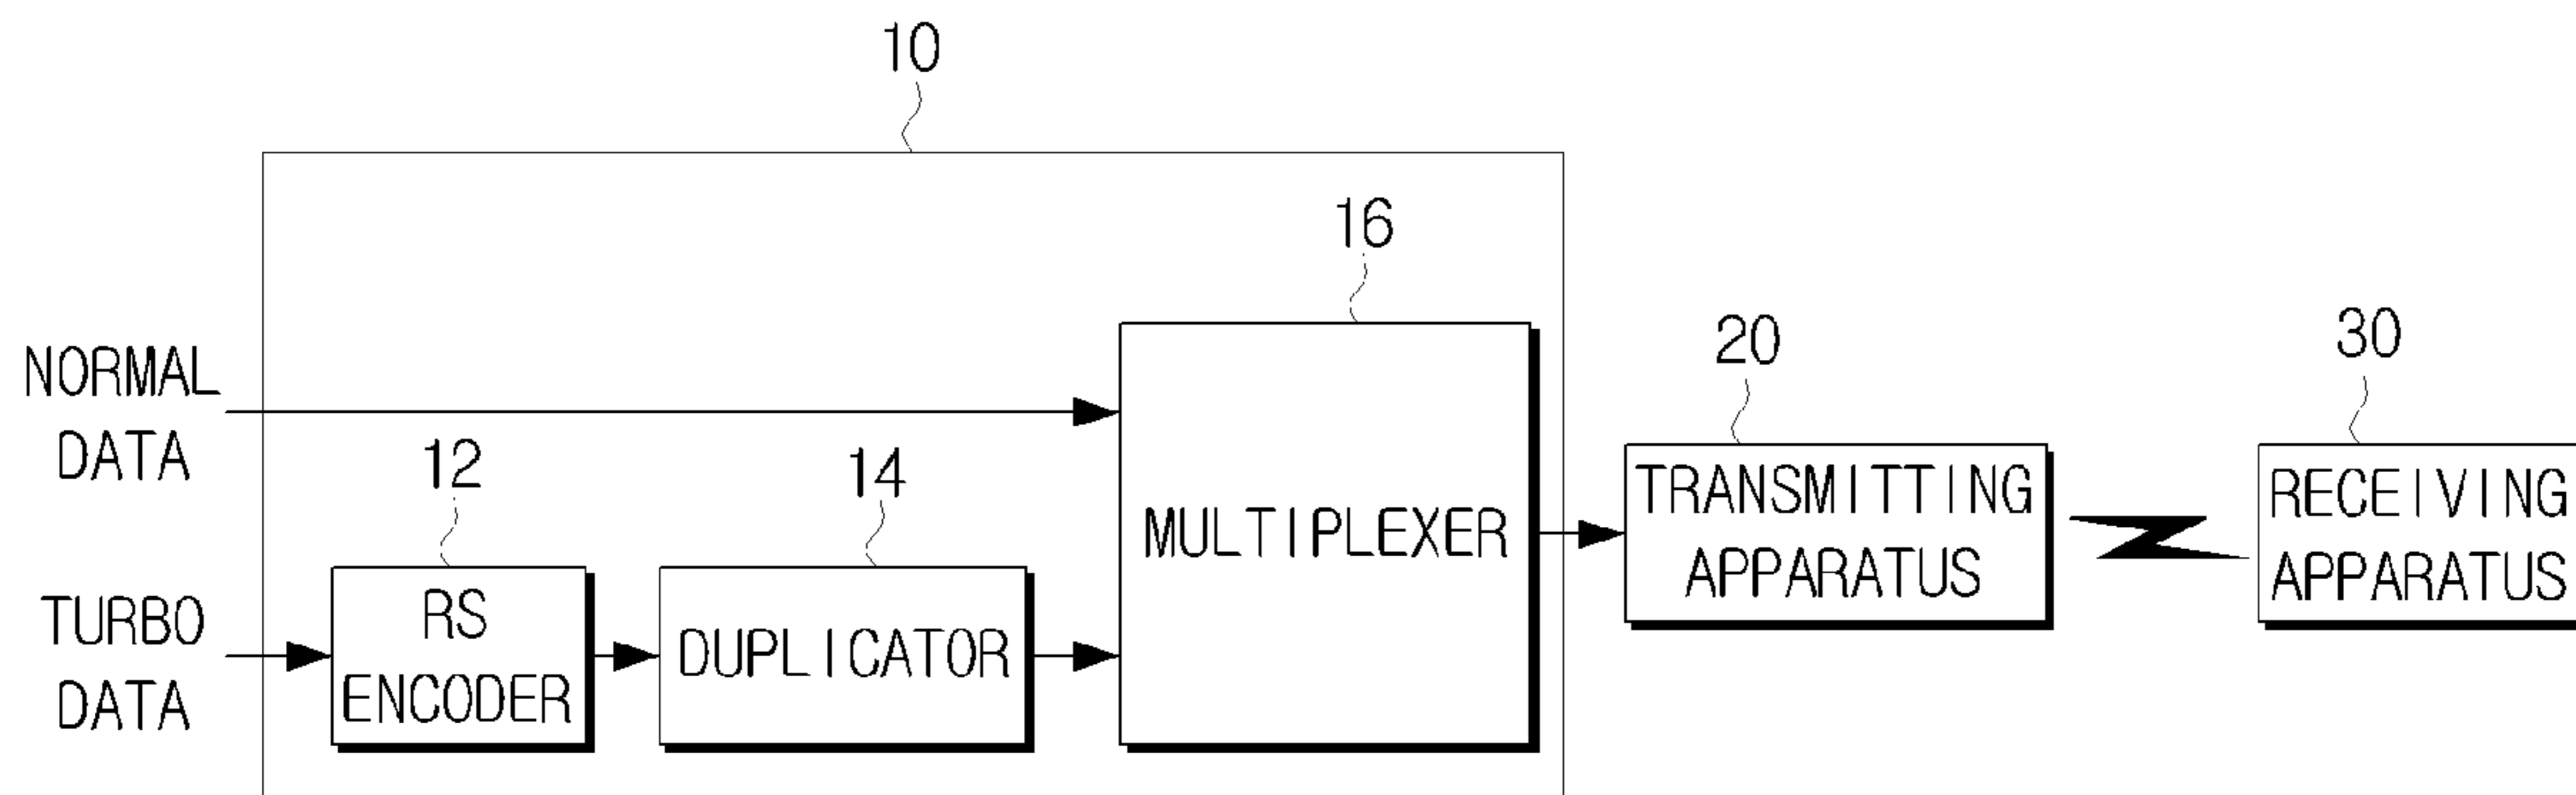 10
16
20
30
NORMAL
DATA
12
14
MULTIPLEXER
TRANSMITTING
APPARATUS
RECEIVING
APPARATUS
TURBO
DATA
RS
ENCODER
DUPLICATOR